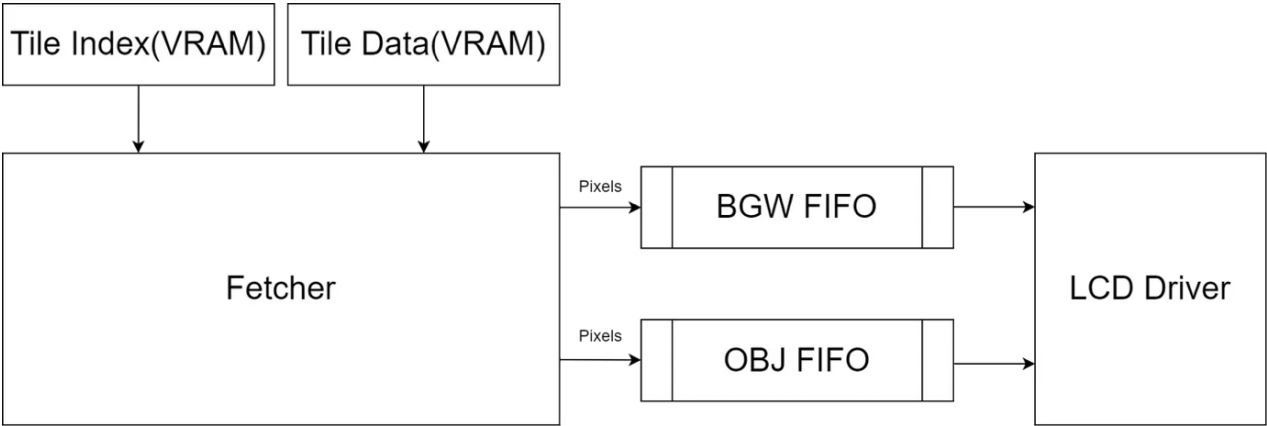 Tile Index(VRAM)
Tile Data(VRAM)
Fetcher
Pixels
BGW FIFO
Pixels
OBJ FIFO
LCD Driver